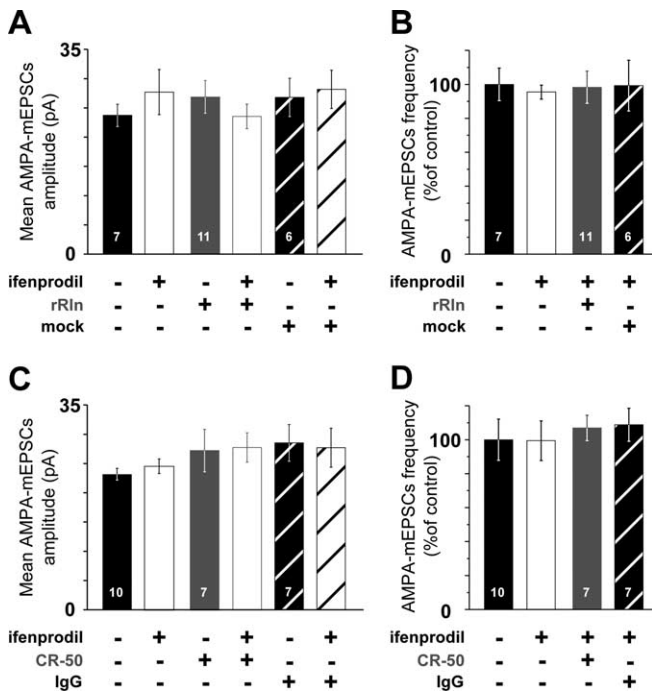 A
35
Mean AMPA-mEPSCs
amplitude (pA)
0
7
11
6
ifenprodil - + - + - +
rRln - - + + - -
mock - - - - + +
B
AMPA-mEPSCs frequency
(%of control)
100
0
7
11
6
ifenprodil - + + +
rRln - - + -
mock - - - +
C
35
Mean AMPA-mEPSCs
amplitude (pA)
0
10
7
7
ifenprodil - + - + - +
CR-50 - - + + - -
IgG - - - - + +
D
AMPA-mEPSCs frequency
(%of control)
100
0
10
7
7
ifenprodil - + + +
CR-50 - - + -
IgG - - - +